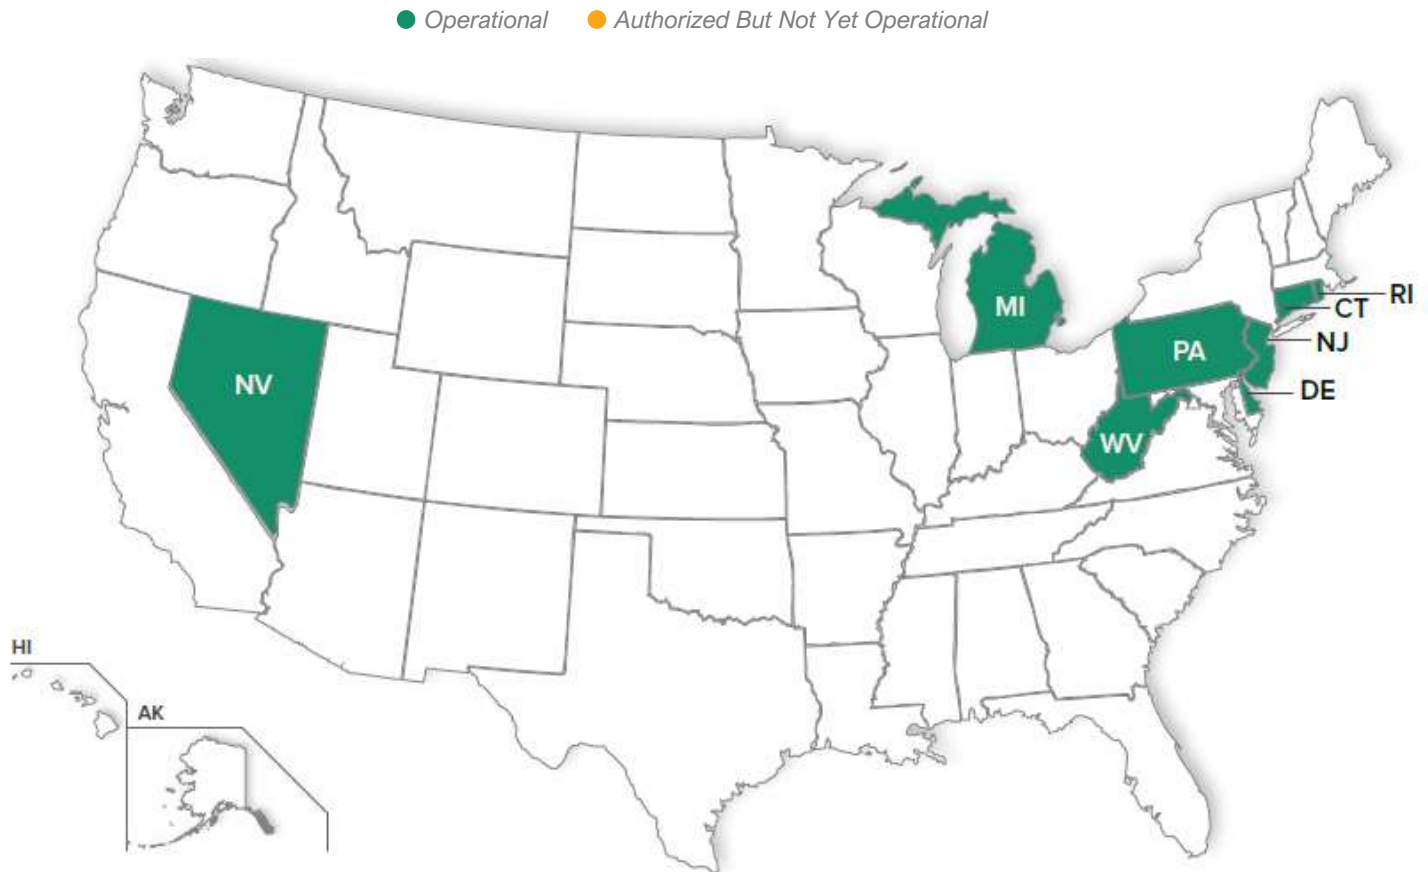 Operational
Authorized But Not Yet Operational
MI
RI
CT
NJ
PA
NV
DE
WV
HI
AK